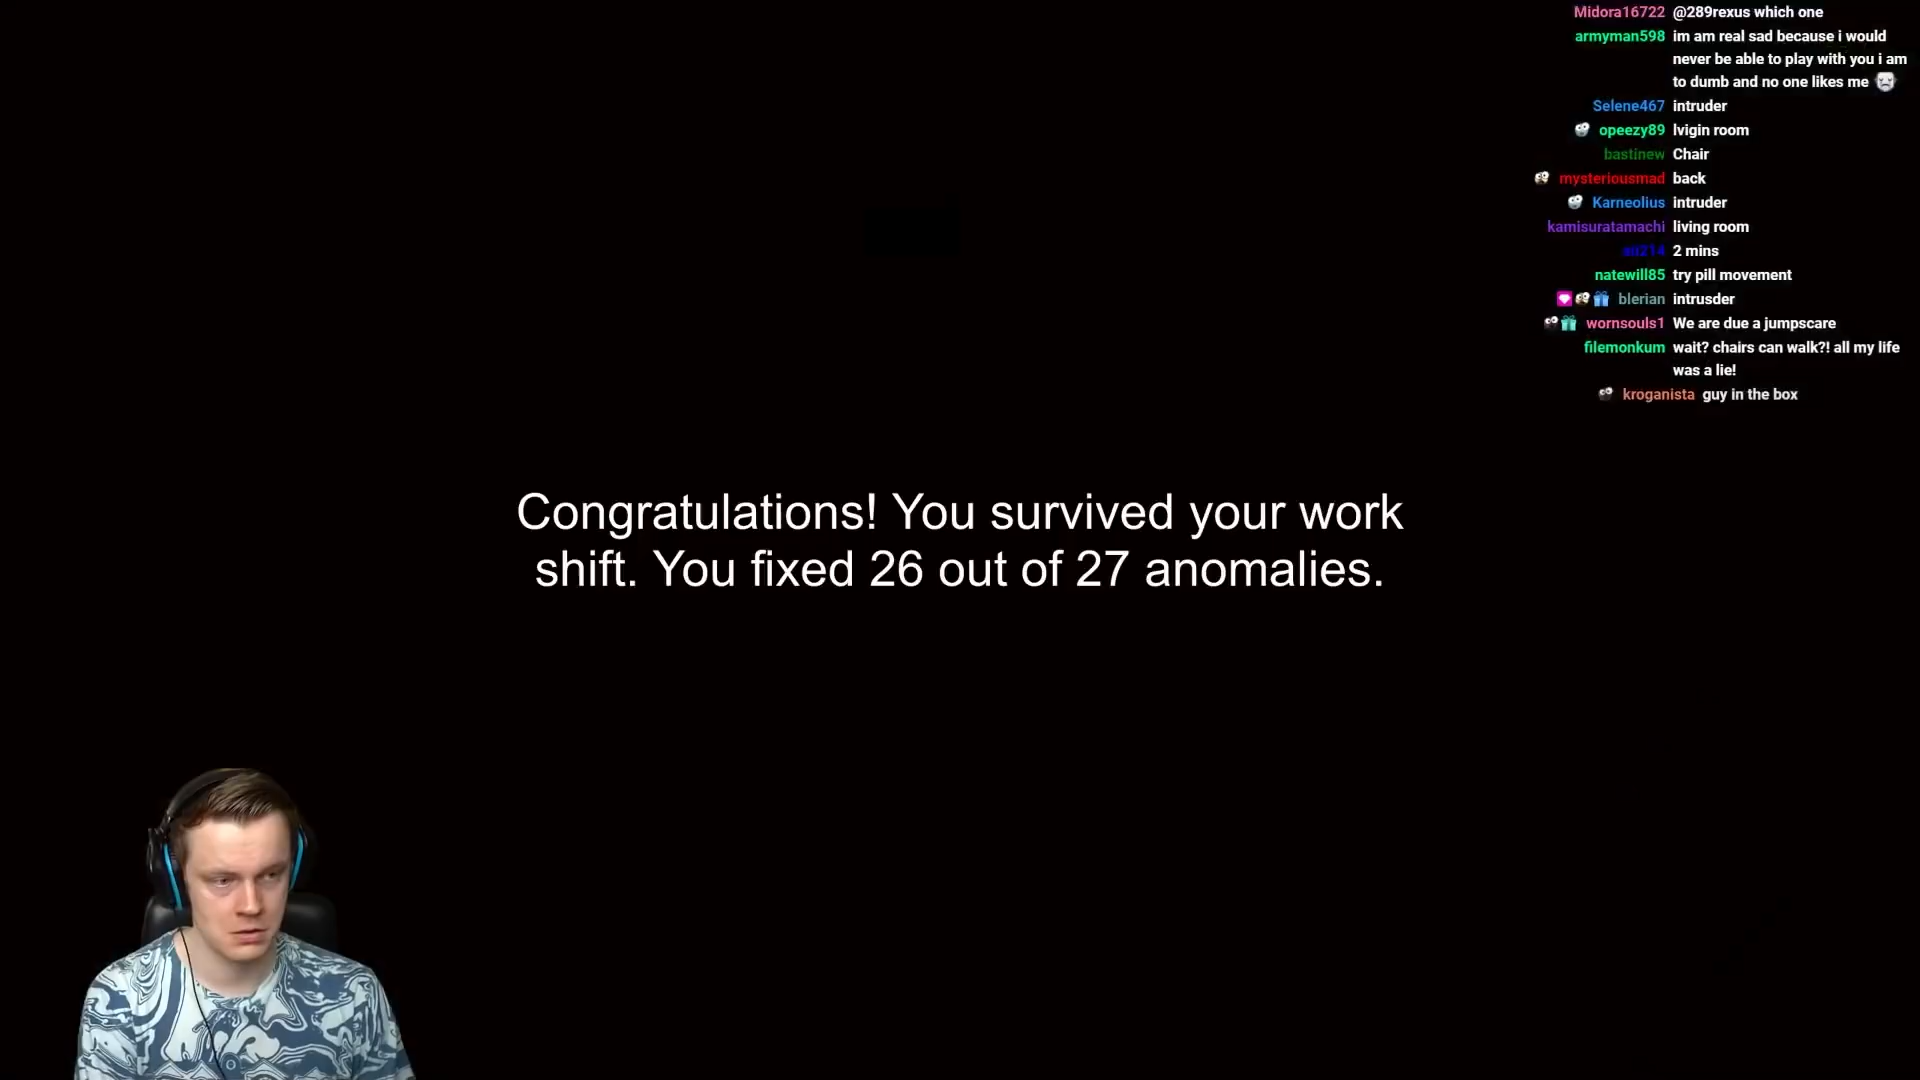 Midora16722 @289rexus which one
armyman598 im am real sad because i would
never be able to play with you i am
to dumb and no one likes me
Selene467 intruder
opeezy89 lvigin room
bastinew Chair
mysteriousmad back
Karneolius intruder
kamisuratamachi living room
2 mins
natewill85 try pill movement
blerian intrusder
wornsouls1 We are due a jumpscare
filemonkum wait? chairs can walk?! all my life
was a lie!
kroganista guy in the box
Congratulations! You survived your work
shift. You fixed 26 out of 27 anomalies.